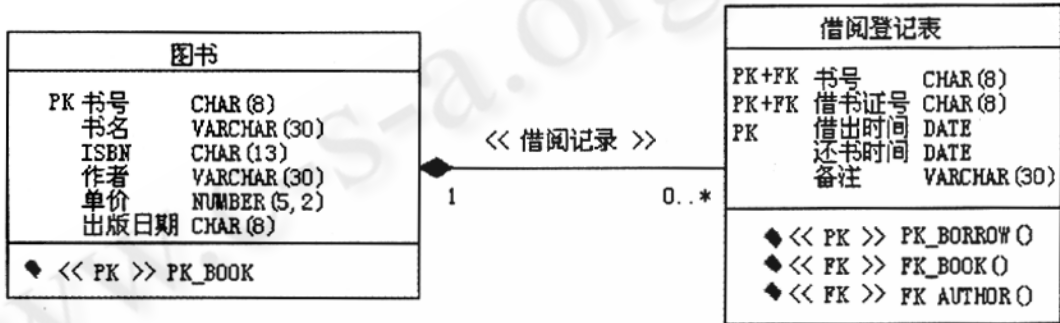 图书
PK 书号 CHAR(8)
书名 VARCHAR(30)
ISBN CHAR(13)
作者 VARCHAR(30)
单价 NUMBER(5,2)
出版日期 CHAR(8)
<< PK >> PK_BOOK
<< 借阅记录 >>
1 0..*
借阅登记表
PK+FK 书号 CHAR(8)
PK+FK 借书证号 CHAR(8)
PK 借出时间 DATE
还书时间 DATE
备注 VARCHAR(30)
<< PK >> PK_BORROW()
<< FK >> FK_BOOK()
<< FK >> FK AUTHOR()